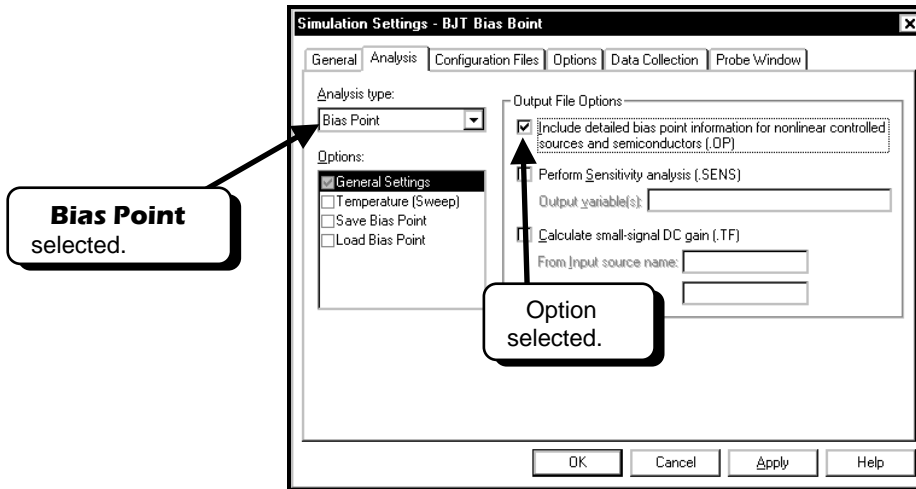 Simulation Settings - BJT Bias Boint
General
Analysis
Configuration Files
Options
Data Collection
Probe Window
Analysis type:
Bias Point
Options:
General Settings
Temperature (Sweep)
Save Bias Point
Load Bias Point
Output File Options
Include detailed bias point information for nonlinear controlled
sources and semiconductors (.OP)
Perform Sensitivity analysis (.SENS)
Output variable(s):
Calculate small-signal DC gain (.TF)
From Input source name:
Bias Point
selected.
Option
selected.
OK
Cancel
Apply
Help